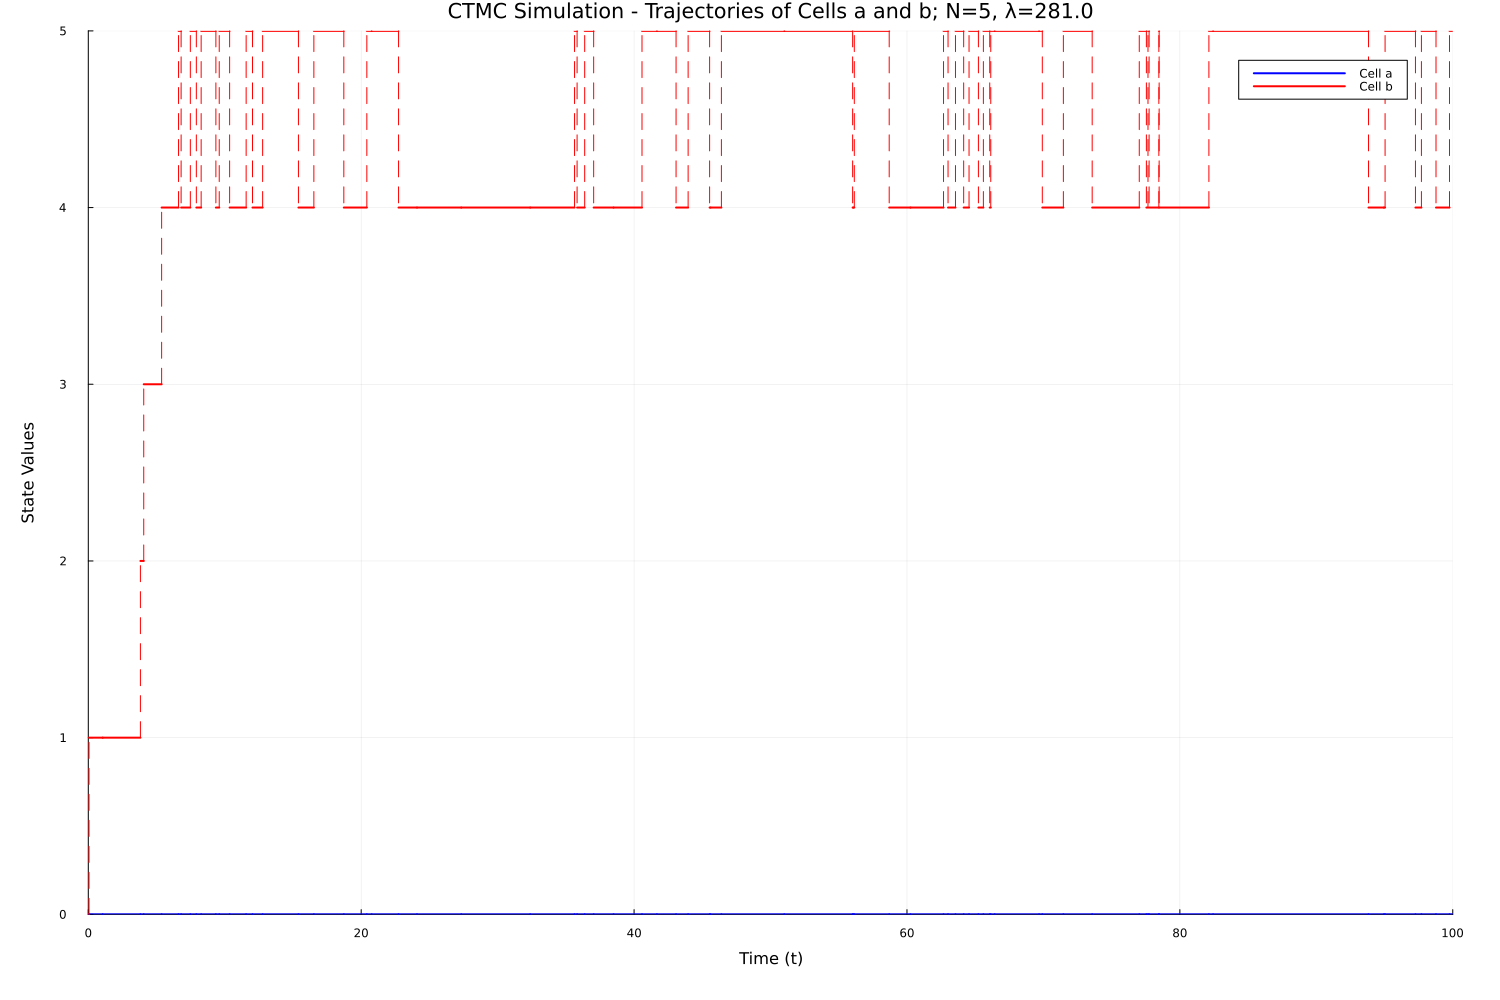 CTMC Simulation - Trajectories of Cells a and b; N=5, λ=281.0
5
Cell a
Cell b
4
3
State Values
2
1
0
0 20 40 60 80 100
Time (t)